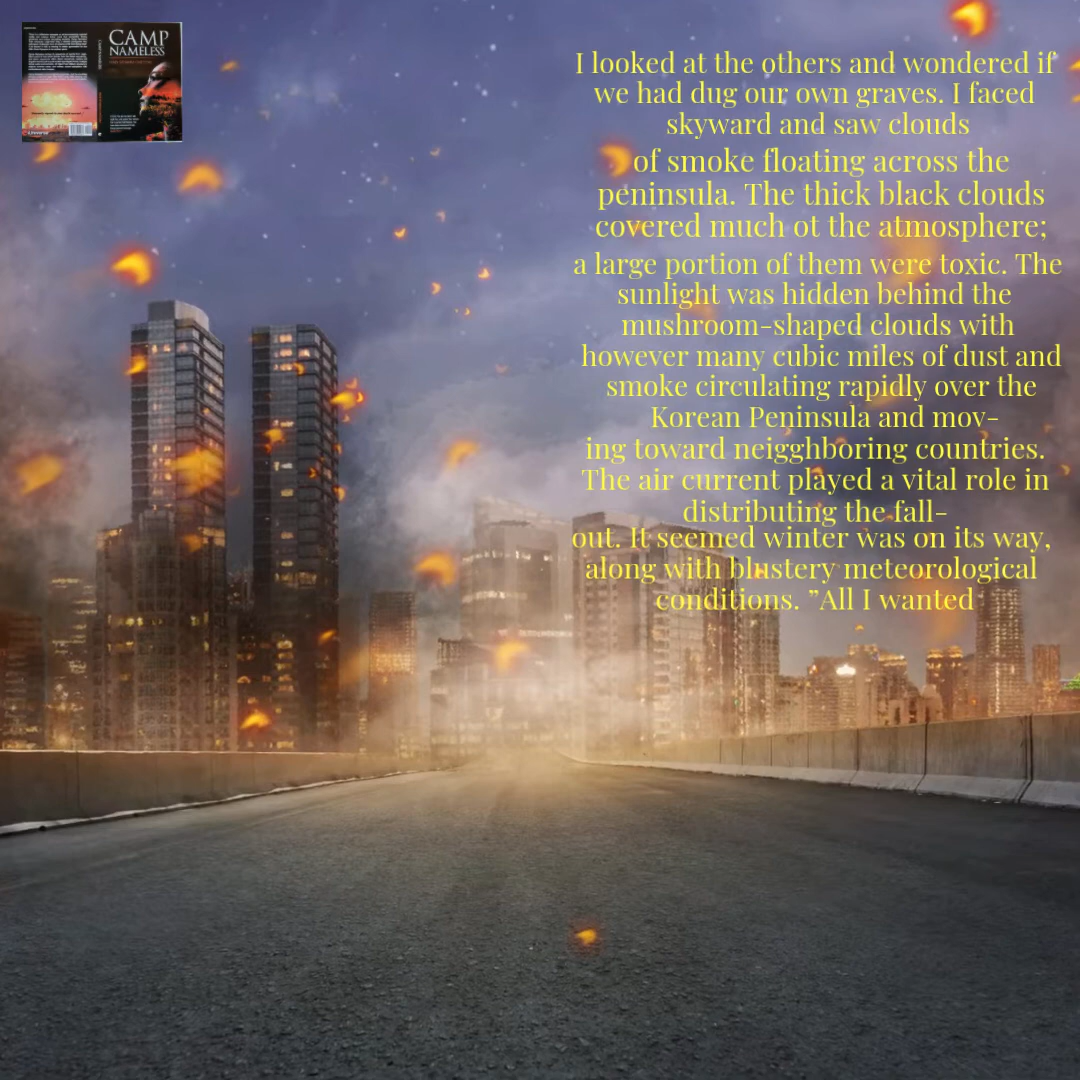 CAMP
NAMELESS
iUniverse
I looked at the others and wondered if
we had dug our own graves. I faced
skyward and saw clouds
of smoke floating across the
peninsula. The thick black clouds
covered much ot the atmosphere;
a large portion of them were toxic. The
sunlight was hidden behind the
mushroom-shaped clouds with
however many cubic miles of dust and
smoke circulating rapidly over the
Korean Peninsula and mov-
ing toward neigghboring countries.
The air current played a vital role in
distributing the fall-
out. It seemed winter was on its way,
along with blustery meteorological
conditions. ”All I wanted